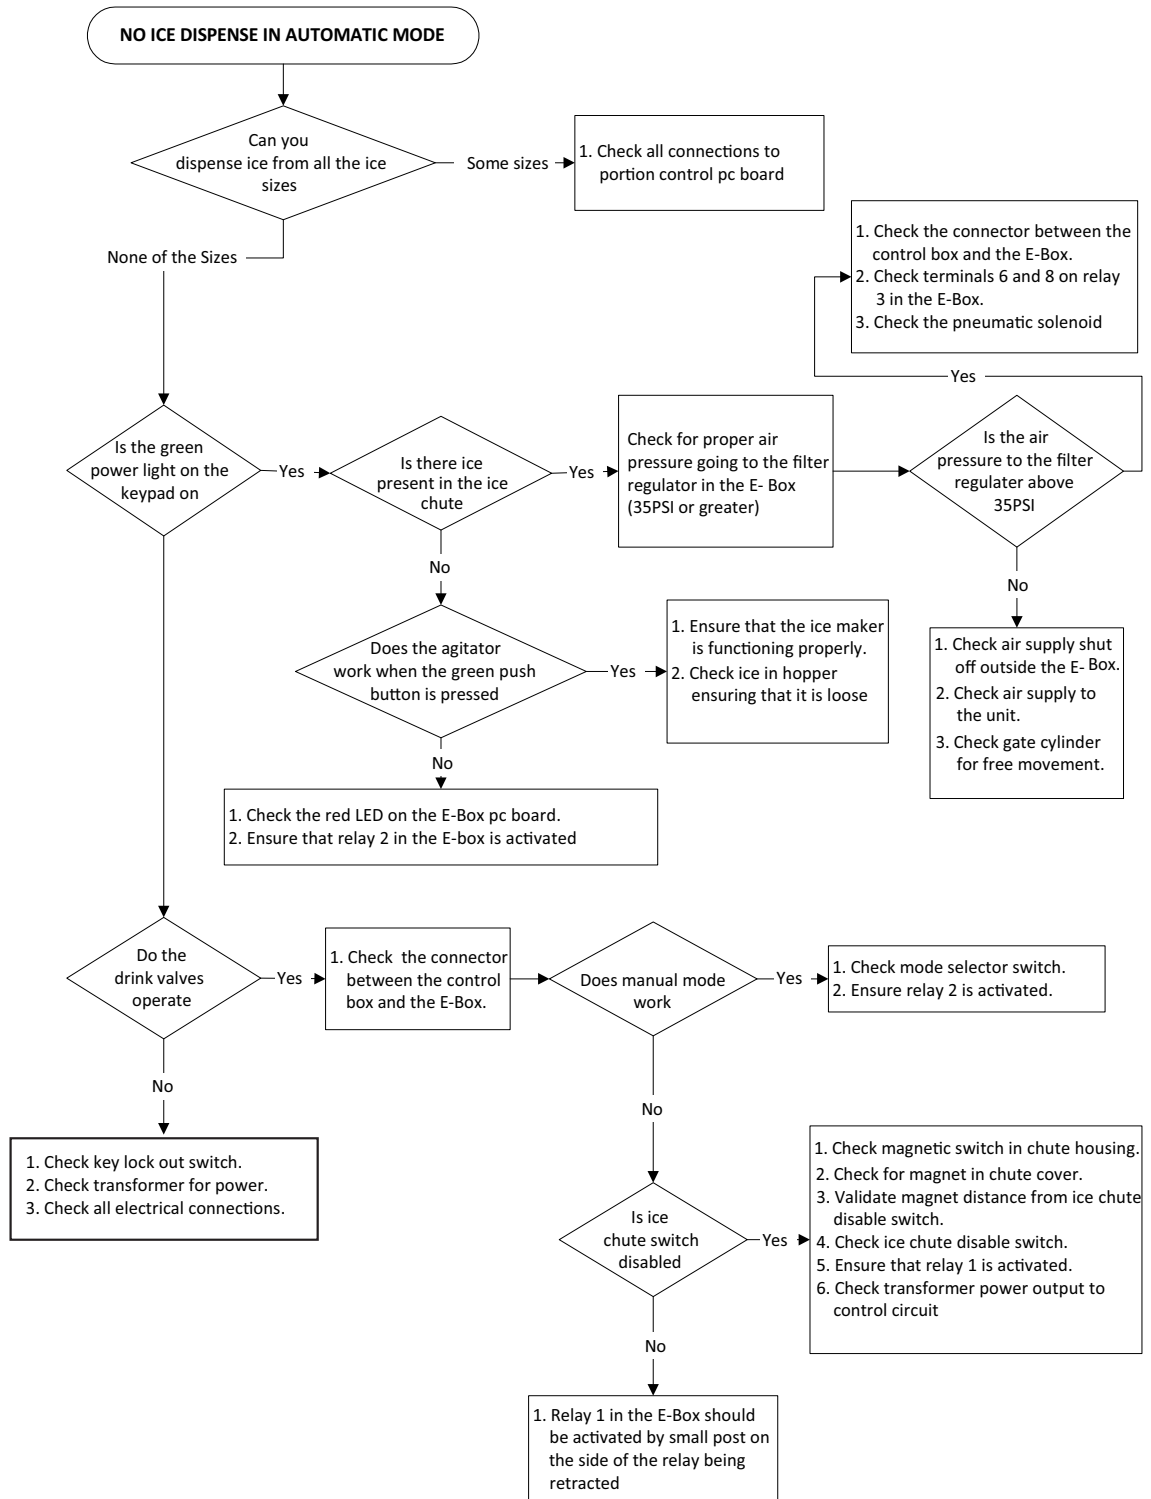 NO ICE DISPENSE IN AUTOMATIC MODE
Can you
dispense ice from all the ice
sizes
Some sizes
1. Check all connections to
portion control pc board
None of the Sizes
1. Check the connector between the
control box and the E-Box.
2. Check terminals 6 and 8 on relay
3 in the E-Box.
3. Check the pneumatic solenoid
Yes
Is the green
power light on the
keypad on
Yes
Is there ice
present in the ice
chute
Yes
Check for proper air
pressure going to the filter
regulator in the E- Box
(35PSI or greater)
Is the air
pressure to the filter
regulater above
35PSI
No
No
Does the agitator
work when the green push
button is pressed
Yes
1. Ensure that the ice maker
is functioning properly.
2. Check ice in hopper
ensuring that it is loose
1. Check air supply shut
off outside the E- Box.
2. Check air supply to
the unit.
3. Check gate cylinder
for free movement.
No
1. Check the red LED on the E-Box pc board.
2. Ensure that relay 2 in the E-box is activated
Do the
drink valves
operate
Yes
1. Check the connector
between the control
box and the E-Box.
Does manual mode
work
Yes
1. Check mode selector switch.
2. Ensure relay 2 is activated.
No
No
1. Check key lock out switch.
2. Check transformer for power.
3. Check all electrical connections.
Is ice
chute switch
disabled
Yes
1. Check magnetic switch in chute housing.
2. Check for magnet in chute cover.
3. Validate magnet distance from ice chute
disable switch.
4. Check ice chute disable switch.
5. Ensure that relay 1 is activated.
6. Check transformer power output to
control circuit
No
1. Relay 1 in the E-Box should
be activated by small post on
the side of the relay being
retracted